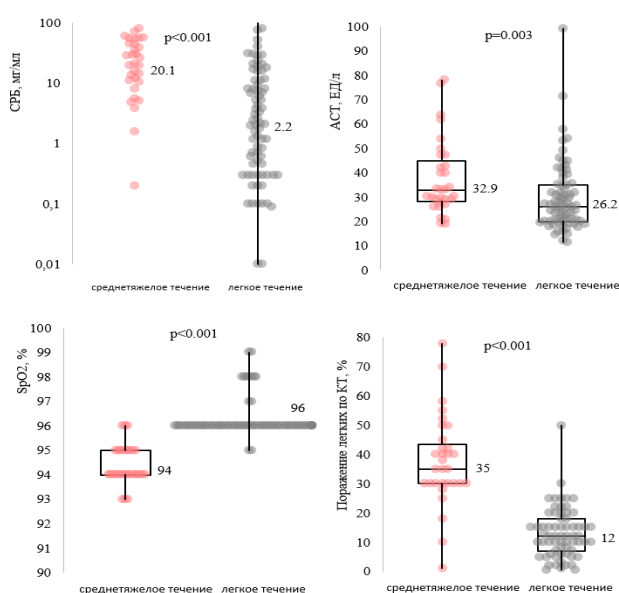 СРБ, мг/мл
100
10
1
0,1
0,01
p<0.001
20.1
2.2
среднетяжелое течение
легкое течение
АСТ, ЕД/л
100
90
80
70
60
50
40
30
20
10
0
p=0.003
32.9
26.2
среднетяжелое течение
легкое течение
SpO2, %
100
99
98
97
96
95
94
93
92
91
90
p<0.001
94
96
среднетяжелое течение
легкое течение
Поражение легких по КТ, %
80
70
60
50
40
30
20
10
0
p<0.001
35
12
среднетяжелое течение
легкое течение